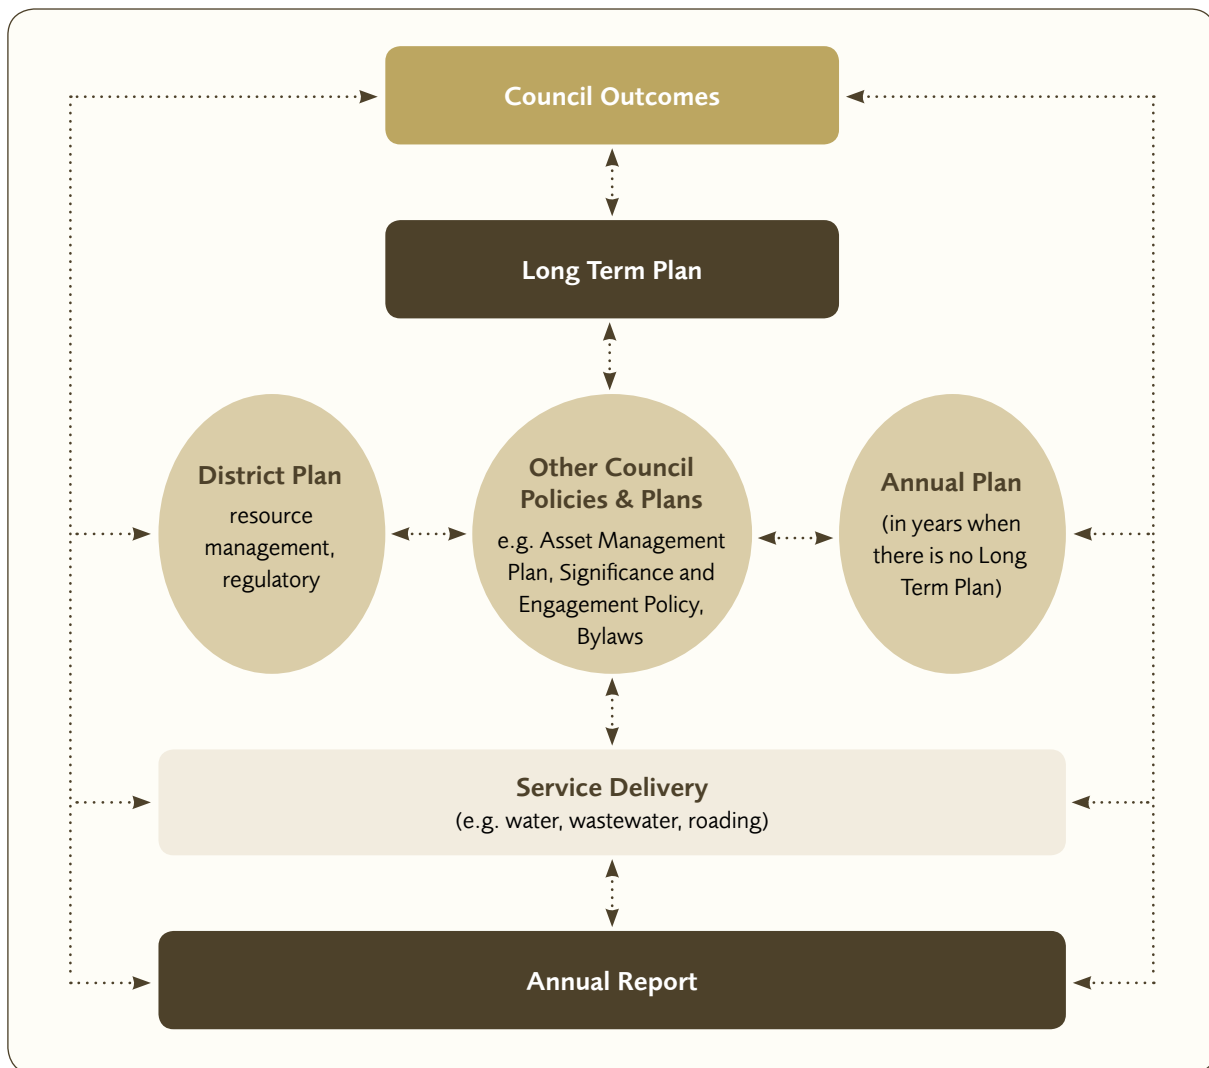 Council Outcomes
Long Term Plan
District Plan
resource
management,
regulatory
Other Council
Policies & Plans
e.g. Asset Management
Plan, Significance and
Engagement Policy,
Bylaws
Annual Plan
(in years when
there is no Long
Term Plan)
Service Delivery
(e.g. water, wastewater, roading)
Annual Report